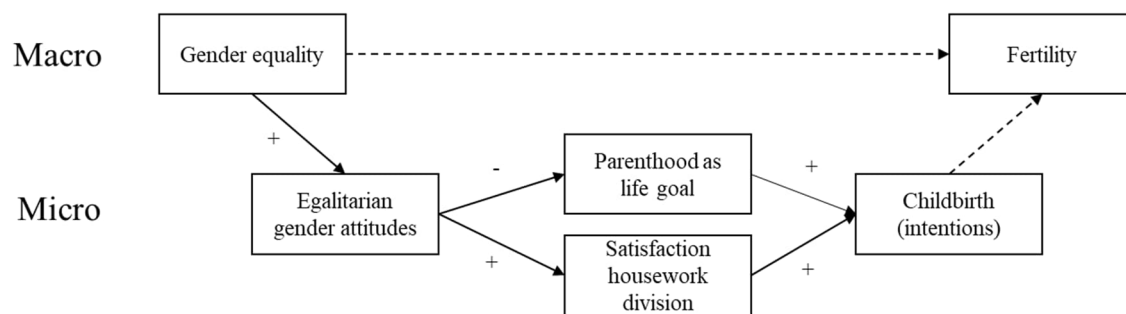 Macro
Gender equality
Fertility
+
Micro
Egalitarian
gender attitudes
-
+
Parenthood as
life goal
Satisfaction
housework
division
+
+
Childbirth
(intentions)